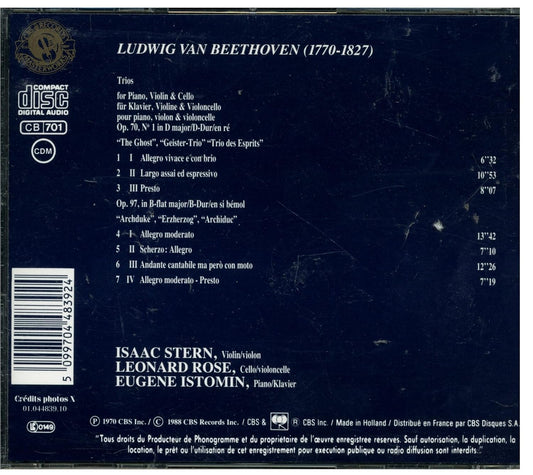 LUDWIG VAN BEETHOVEN (1770-1827)
COMPACT
disc
DIGITAL AUDIO
CB 701
CDM
Trios
for Piano, Violin & Cello
für Klavier, Violine & Violoncello
pour piano, violon & violoncelle
Op. 70, Nº 1 in D major/D-Dur/en ré
"The Ghost", "Geister-Trio" "Trio des Esprits"
1 I Allegro vivace e con brio 6"32
2 II Largo assai ed espressivo 10"53
3 III Presto 8"07
Op. 97, in B-flat major/B-Dur/en si bémol
"Archduke", "Erzherzog", "Archiduc"
4 I Allegro moderato 13"42
5 II Scherzo: Allegro 7"10
6 III Andante cantabile ma però con moto 12"26
7 IV Allegro moderato - Presto 7"19
5 099704 483924
ISAAC STERN, Violin/violon
LEONARD ROSE, Cello/violoncelle
EUGENE ISTOMIN, Piano/Klavier
Crédits photos X
01.044839.10
0149
℗ 1970 CBS Inc. / © 1988 CBS Records Inc. / CBS & ® CBS Inc. / Made in Holland / Distribué en France par CBS Disques S.A.
"Tous droits du Producteur de Phonogramme et du propriétaire de l'œuvre enregistree reserves. Sauf autorisation, la duplication, la
location, le prêt ou l'utilisation de cet enregistrement pour execution publique ou radio diffusion sont interdits."